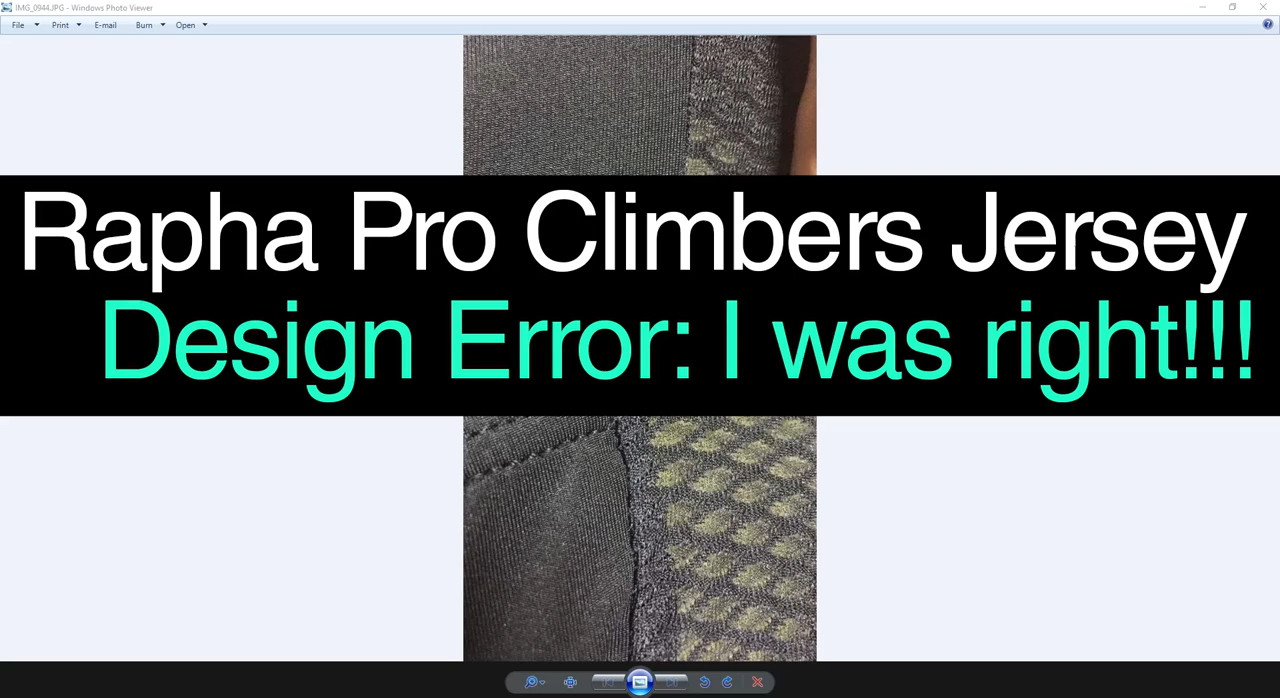 IMG_0944.JPG - Windows Photo Viewer
File Print E-mail Burn Open
Rapha Pro Climbers Jersey
Design Error: I was right!!!